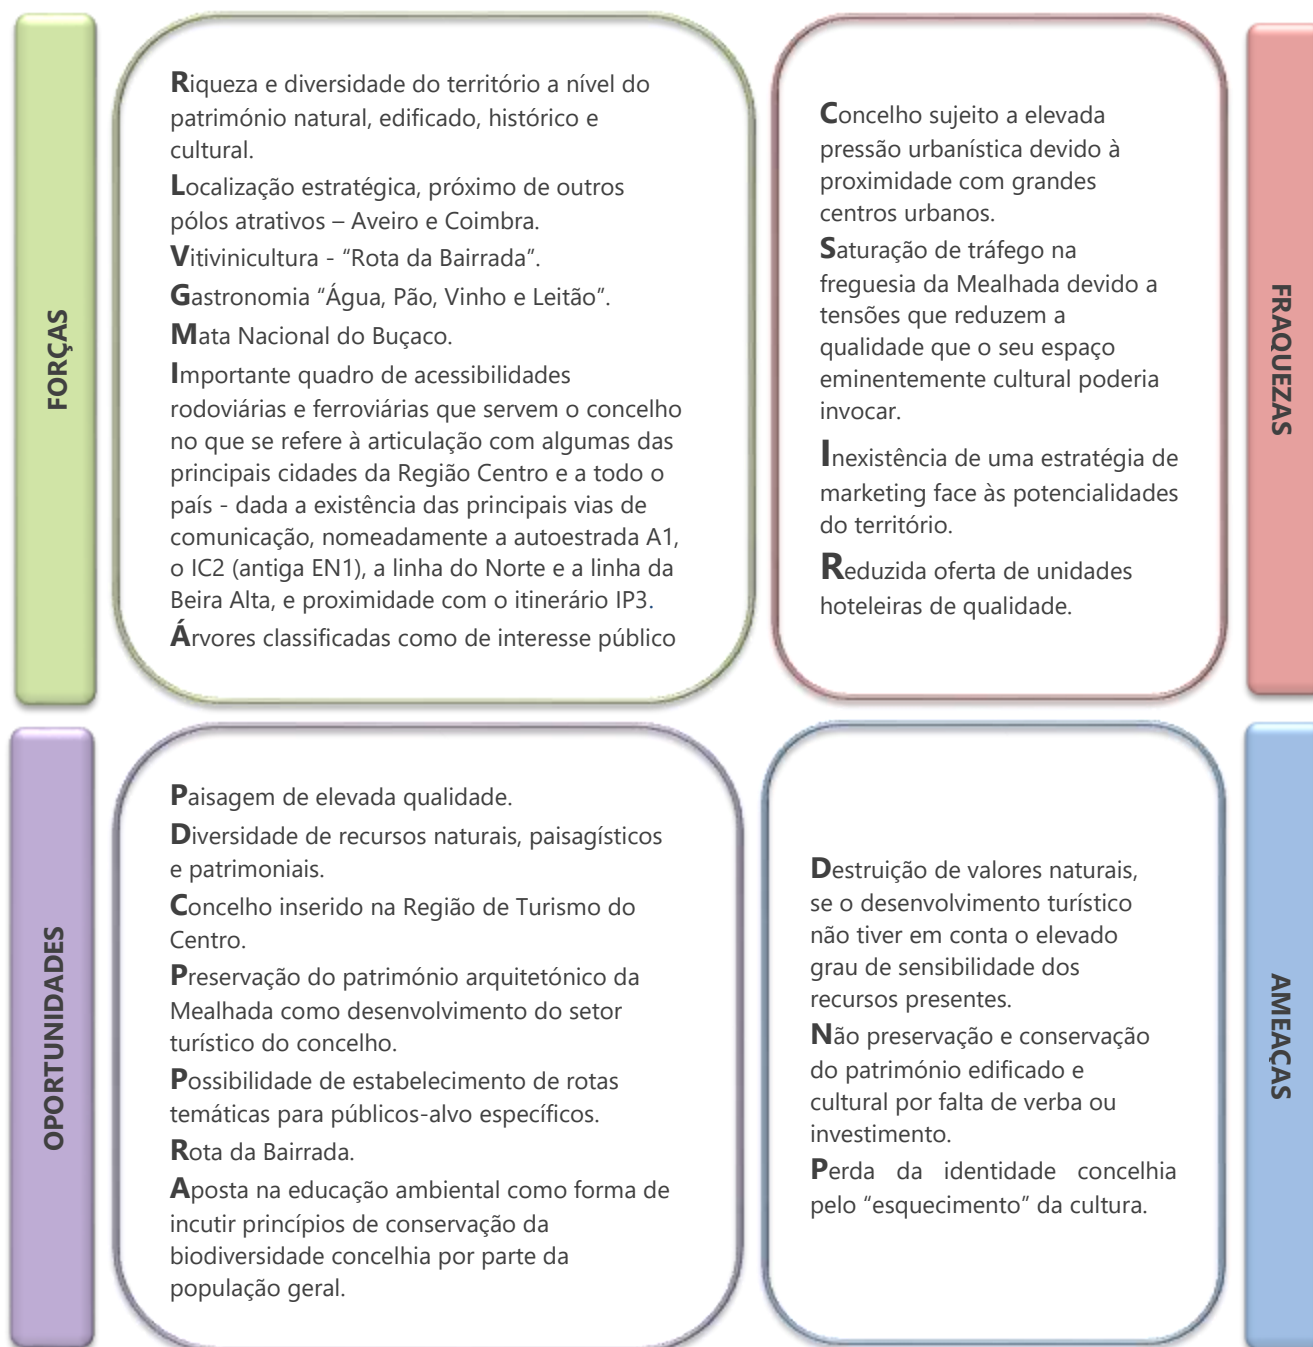 FORÇAS
Riqueza e diversidade do território a nível do
património natural, edificado, histórico e
cultural.
Localização estratégica, próximo de outros
pólos atrativos – Aveiro e Coimbra.
Vitivinicultura - “Rota da Bairrada”.
Gastronomia “Água, Pão, Vinho e Leitão”.
Mata Nacional do Buçaco.
Importante quadro de acessibilidades
rodoviárias e ferroviárias que servem o concelho
no que se refere à articulação com algumas das
principais cidades da Região Centro e a todo o
país - dada a existência das principais vias de
comunicação, nomeadamente a autoestrada A1,
o IC2 (antiga EN1), a linha do Norte e a linha da
Beira Alta, e proximidade com o itinerário IP3.
Árvores classificadas como de interesse público
FRAQUEZAS
Concelho sujeito a elevada
pressão urbanística devido à
proximidade com grandes
centros urbanos.
Saturação de tráfego na
freguesia da Mealhada devido a
tensões que reduzem a
qualidade que o seu espaço
eminentemente cultural poderia
invocar.
Inexistência de uma estratégia de
marketing face às potencialidades
do território.
Reduzida oferta de unidades
hoteleiras de qualidade.
OPORTUNIDADES
Paisagem de elevada qualidade.
Diversidade de recursos naturais, paisagísticos
e patrimoniais.
Concelho inserido na Região de Turismo do
Centro.
Preservação do património arquitetónico da
Mealhada como desenvolvimento do setor
turístico do concelho.
Possibilidade de estabelecimento de rotas
temáticas para públicos-alvo específicos.
Rota da Bairrada.
Aposta na educação ambiental como forma de
incutir princípios de conservação da
biodiversidade concelhia por parte da
população geral.
AMEAÇAS
Destruição de valores naturais,
se o desenvolvimento turístico
não tiver em conta o elevado
grau de sensibilidade dos
recursos presentes.
Não preservação e conservação
do património edificado e
cultural por falta de verba ou
investimento.
Perda da identidade concelhia
pelo “esquecimento” da cultura.